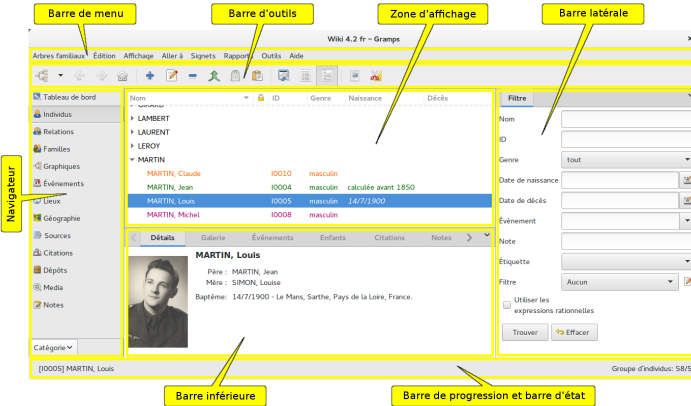 Barre de menu
Barre d'outils
Zone d'affichage
Barre latérale
Wiki 4.2 fr – Gramps
Arbres familiaux Édition Affichage Aller à Signets Rapports Outils Aide
Navigateur
Tableau de bord
Individus
Relations
Familles
Graphiques
Événements
Lieux
Géographie
Sources
Citations
Dépôts
Media
Notes
Catégorie
Nom ID Genre Naissance Décès
GIRARD
LAMBERT
LAURENT
LEROY
MARTIN
MARTIN, Claude I0010 masculin
MARTIN, Jean I0004 masculin calculée avant 1850
MARTIN, Louis I0005 masculin 14/7/1900
MARTIN, Michel I0008 masculin
Détails Galerie Événements Enfants Citations Notes
MARTIN, Louis
Père : MARTIN, Jean
Mère : SIMON, Louise
Baptême: 14/7/1900 - Le Mans, Sarthe, Pays de la Loire, France.
Filtre
Nom
ID
Genre tout
Date de naissance
Date de décès
Événement
Note
Étiquette
Filtre Aucun
Utiliser les
expressions rationnelles
Trouver Effacer
[I0005] MARTIN, Louis
Groupe d'individus: 58/5
Barre inférieure
Barre de progression et barre d'état